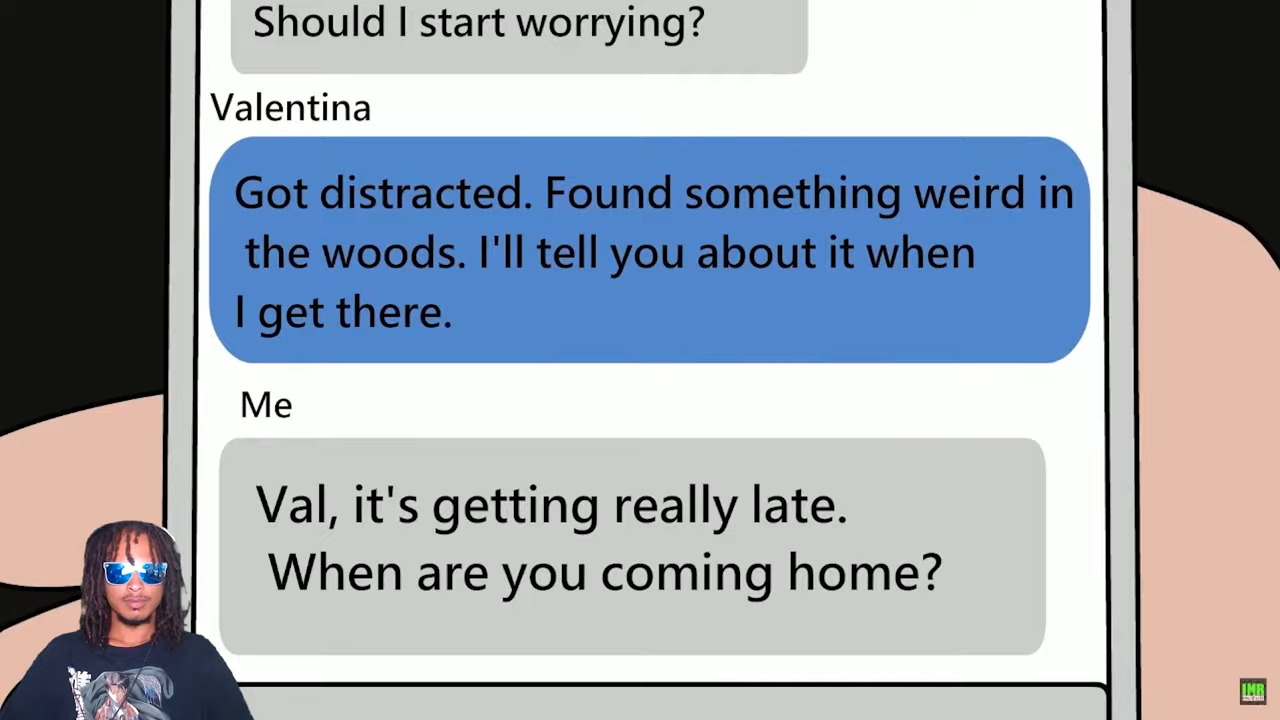 Should I start worrying?
Valentina
Got distracted. Found something weird in
the woods. I'll tell you about it when
I get there.
Me
Val, it's getting really late.
When are you coming home?
IMR